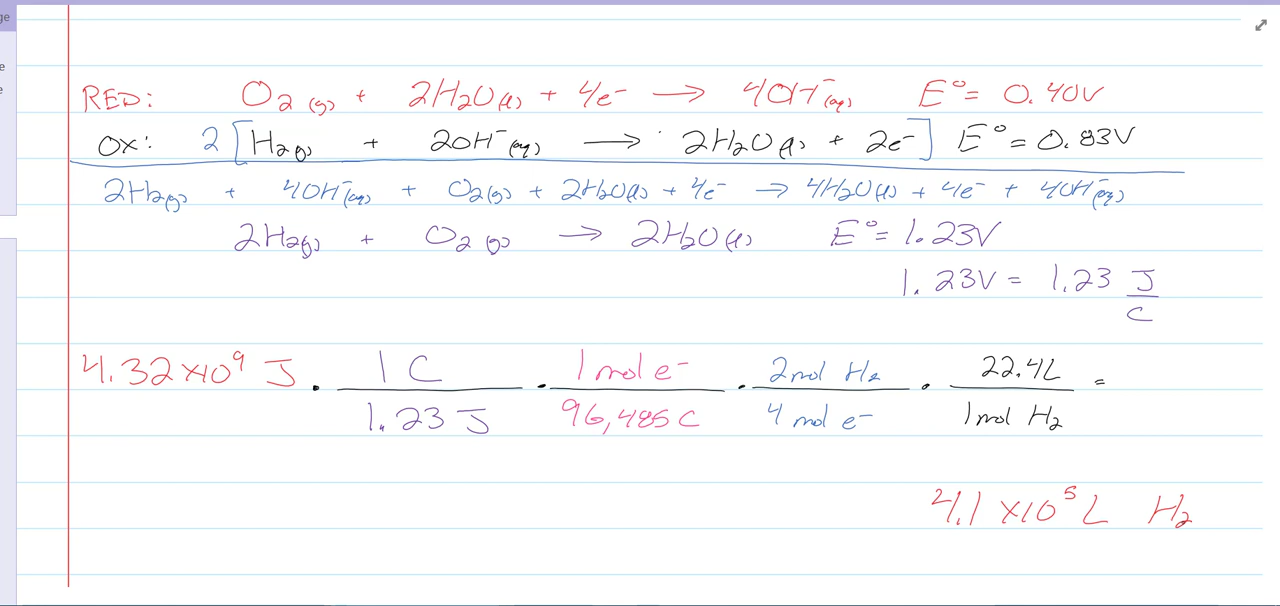 ge
e
e
RED: O₂(g) + 2H₂O(l) + 4e⁻ → 4OH⁻(aq) E°= 0.40V
OX: 2[H₂(g) + 2OH⁻(aq) → 2H₂O(l) + 2e⁻] E°= 0.83V
2H₂(g) + 4OH⁻(aq) + O₂(g) + 2H₂O(l) + 4e⁻ → 4H₂O(l) + 4e⁻ + 4OH⁻(aq)
2H₂(g) + O₂(g) → 2H₂O(l) E°= 1.23V
1.23V = 1.23 J/C
4.32×10⁹ J · 1 C/1.23 J · 1 mol e⁻/96,485 C · 2 mol H₂/4 mol e⁻ · 22.4L/1 mol H₂ =
4.1 ×10⁵ L H₂